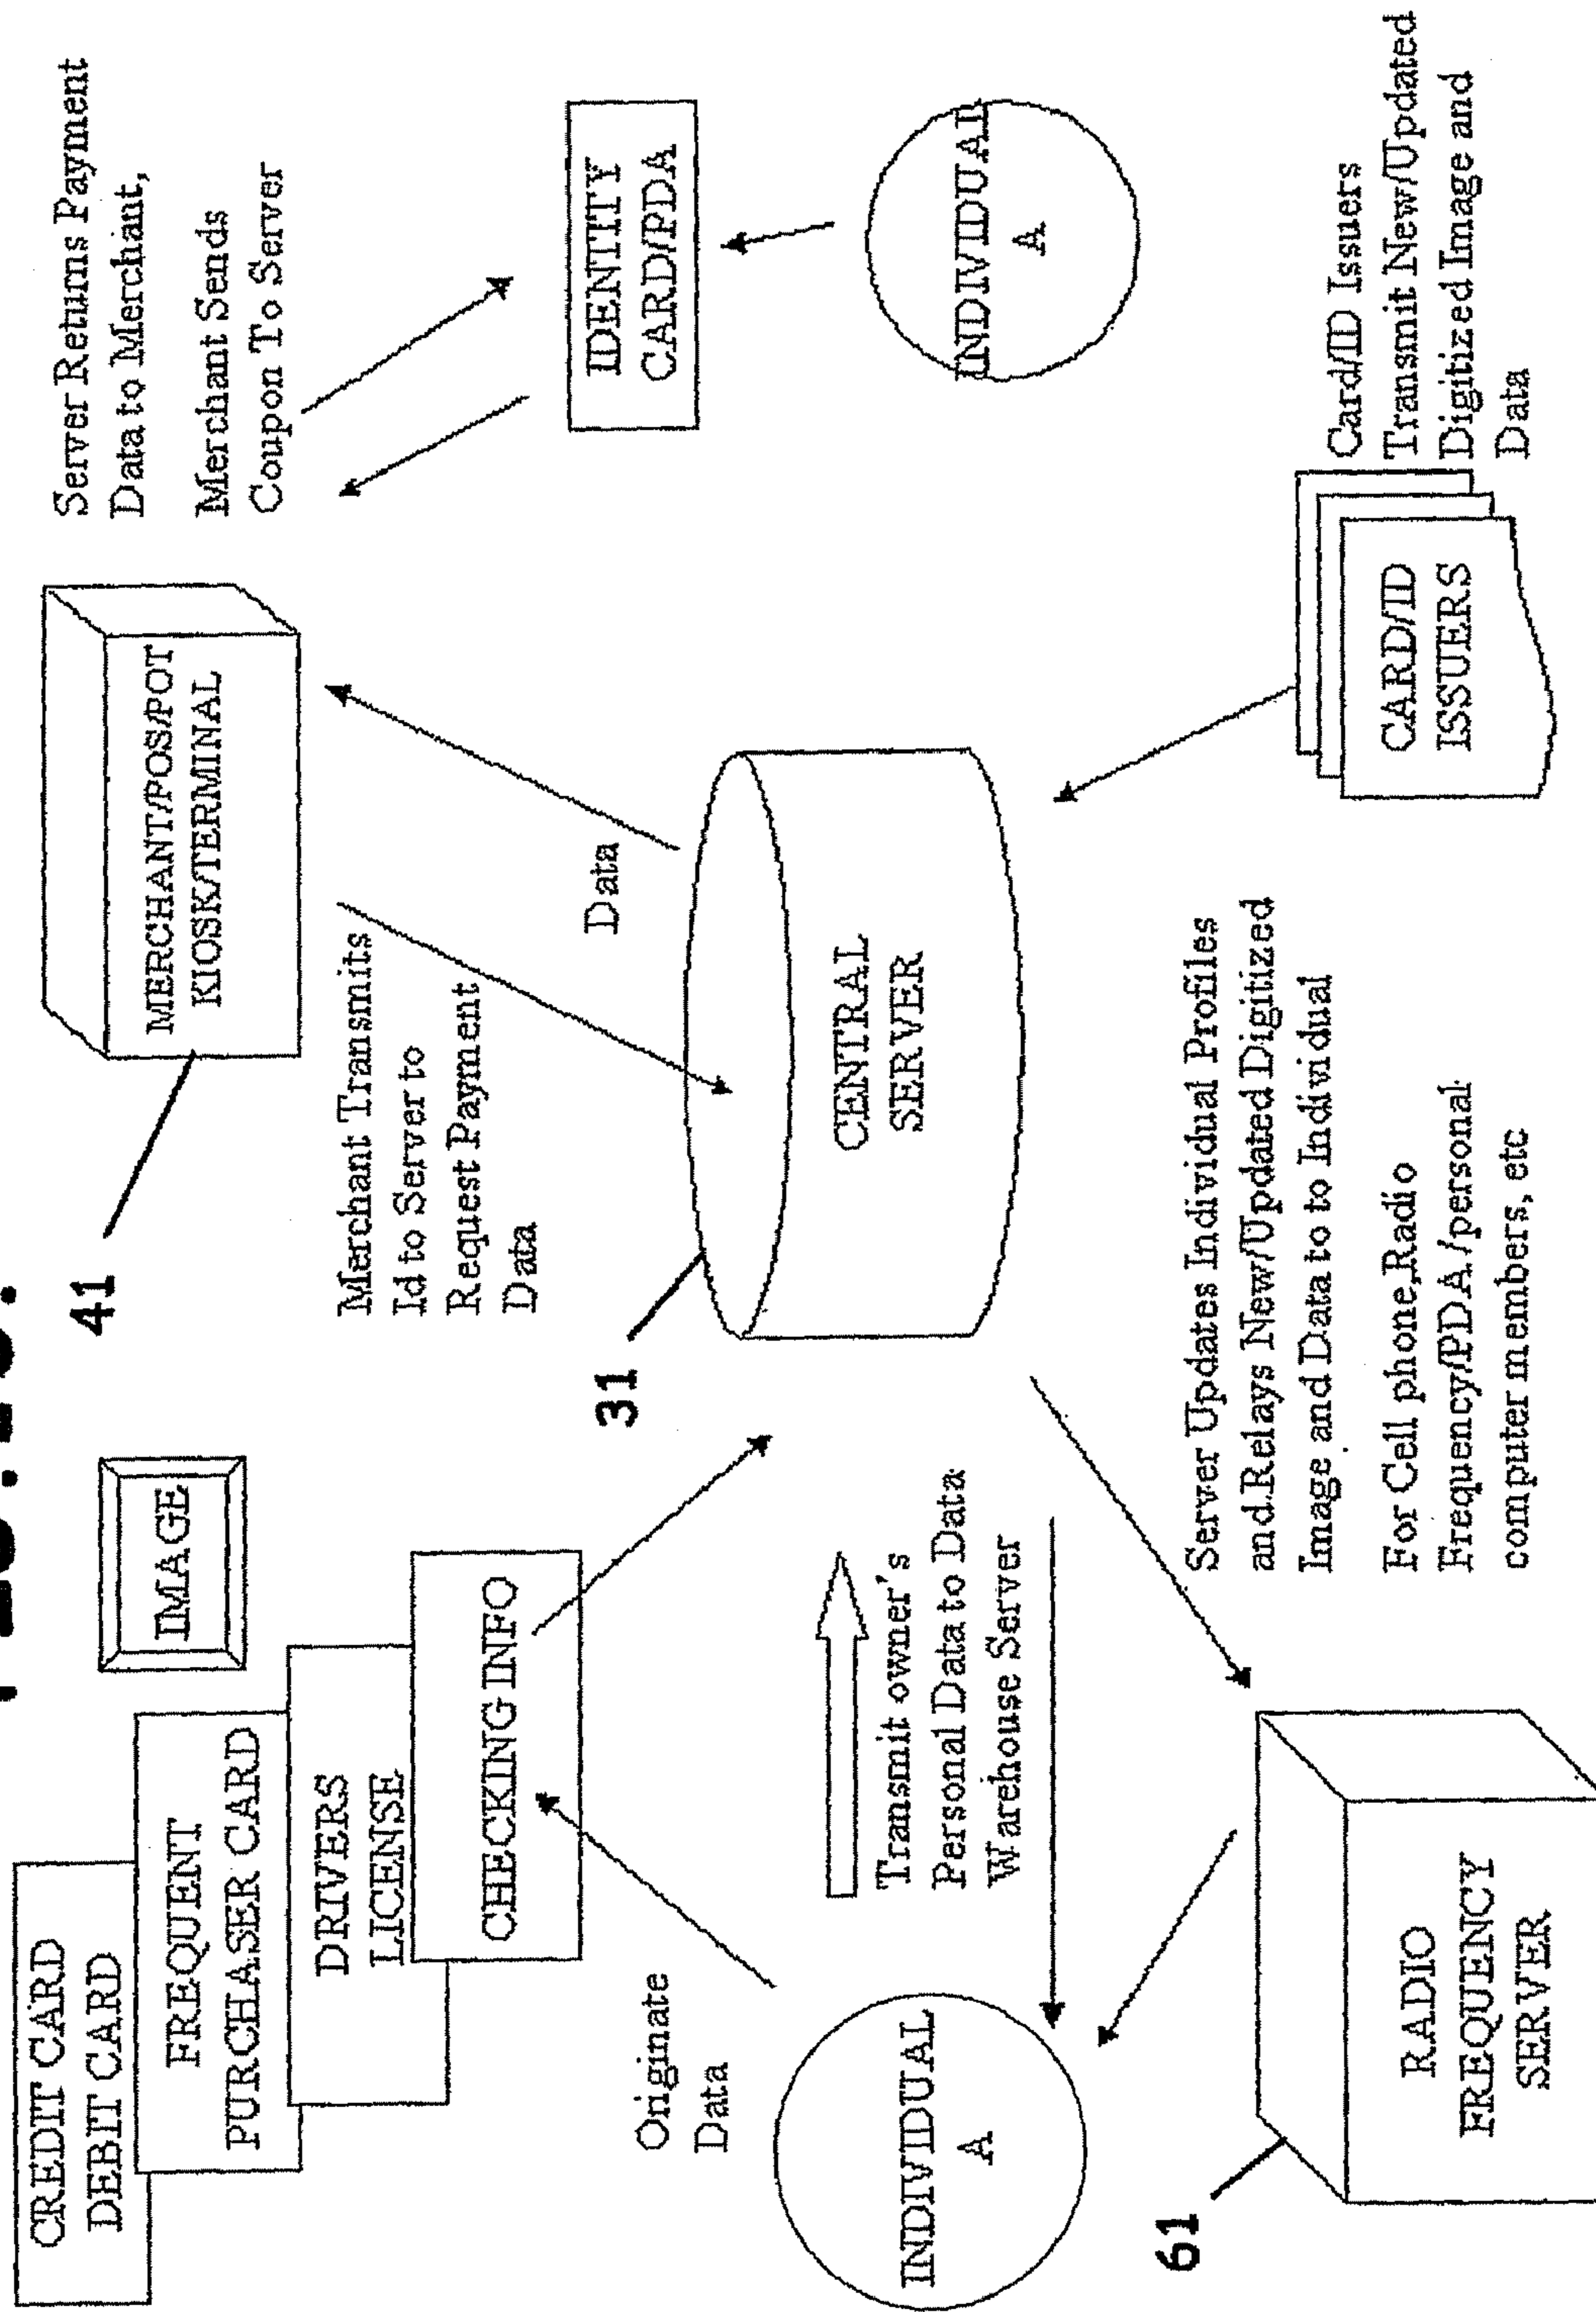 CREDIT CARD
DEBIT CARD
FREQUENT
PURCHASER CARD
DRIVERS
LICENSE
CHECKING INFO
IMAGE
41
MERCHANT/POS/POT
KIOSK/TERMINAL
Server Returns Payment
Data to Merchant,
Merchant Sends
Coupon To Server
Merchant Transmits
Id to Server to
Request Payment
Data
Data
IDENTITY
CARD/PDA
Originate
Data
31
CENTRAL
SERVER
INDIVIDUAL
A
INDIVIDUAL
A
Transmit owner's
Personal Data to Data
Warehouse Server
61
RADIO
FREQUENCY
SERVER
Server Updates Individual Profiles
and Relays New/Updated Digitized
Image and Data to to Individual
For Cell phone,Radio
Frequency/PDA /personal
computer members, etc
CARD/ID
ISSUERS
Card/ID Issuers
Transmit New/Updated
Digitized Image and
Data